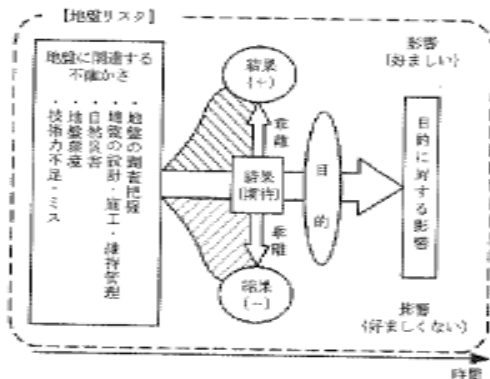 【地盤リスク】
地盤に関連する
不確かさ
・地盤の調査把握
・地盤の設計・施工・維持管理
・自然災害
・地盤環境
・技術力不足・ミス
結果
(+)
乖離
結果
(期待)
乖離
結果
(−)
目的
影響
(好ましい)
目的に対する影響
影響
(好ましくない)
時間